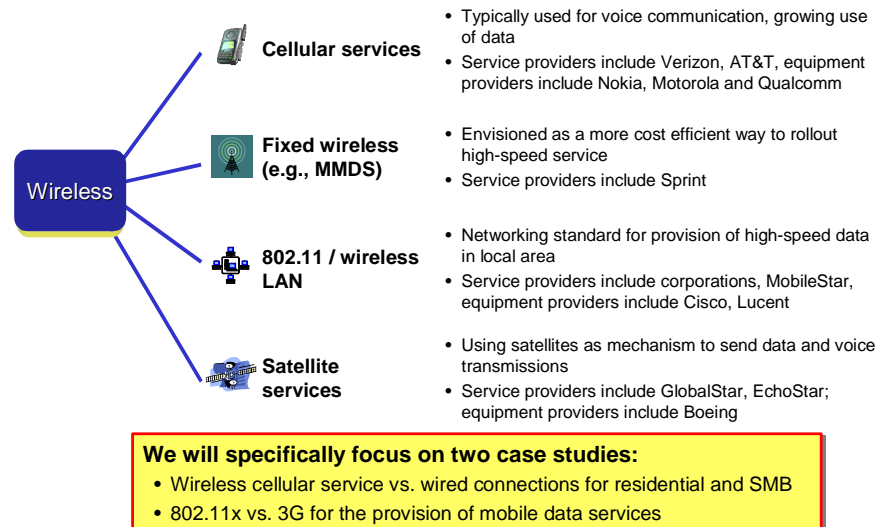 Wireless
Cellular services
• Typically used for voice communication, growing use
of data
• Service providers include Verizon, AT&T, equipment
providers include Nokia, Motorola and Qualcomm
Fixed wireless
(e.g., MMDS)
• Envisioned as a more cost efficient way to rollout
high-speed service
• Service providers include Sprint
802.11 / wireless
LAN
• Networking standard for provision of high-speed data
in local area
• Service providers include corporations, MobileStar,
equipment providers include Cisco, Lucent
Satellite
services
• Using satellites as mechanism to send data and voice
transmissions
• Service providers include GlobalStar, EchoStar;
equipment providers include Boeing
We will specifically focus on two case studies:
• Wireless cellular service vs. wired connections for residential and SMB
• 802.11x vs. 3G for the provision of mobile data services